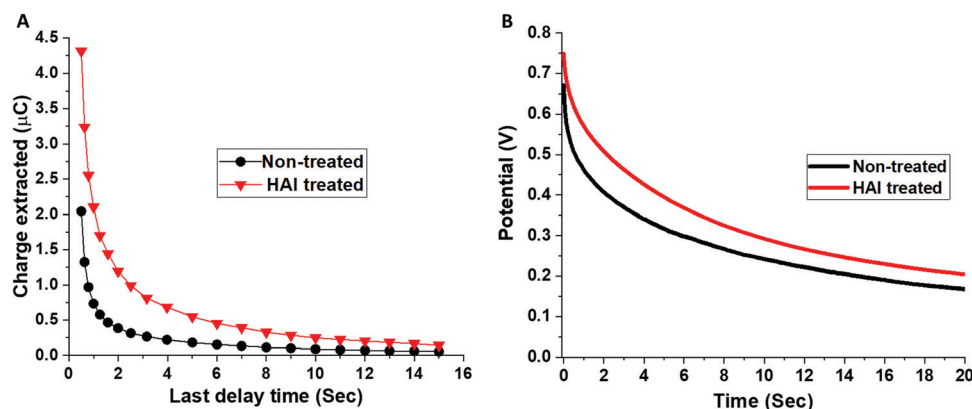 A
Charge extracted (μC)
4.5
4.0
3.5
3.0
2.5
2.0
1.5
1.0
0.5
0.0
Non-treated
HAI treated
0 2 4 6 8 10 12 14 16
Last delay time (Sec)
B
Potential (V)
0.8
0.7
0.6
0.5
0.4
0.3
0.2
0.1
0.0
Non-treated
HAI treated
0 2 4 6 8 10 12 14 16 18 20
Time (Sec)